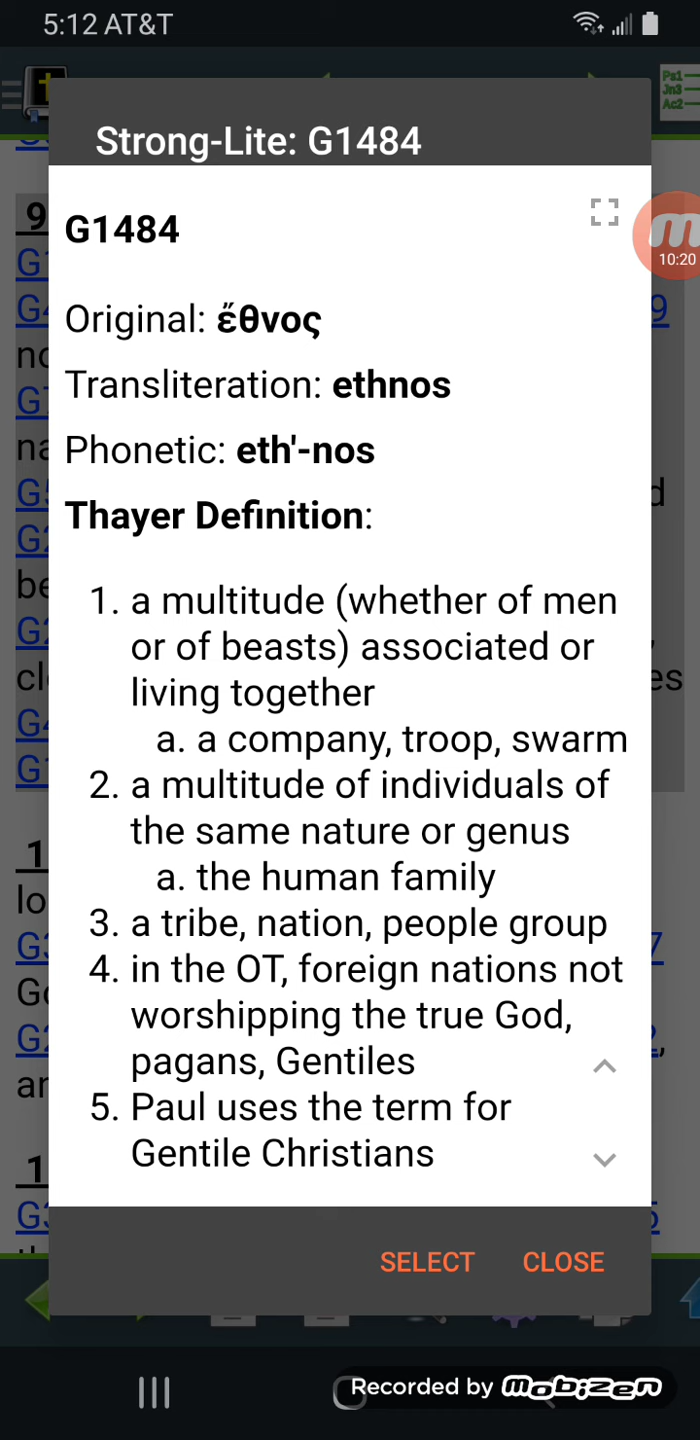 5:12 AT&T
Ps1
Jn3
Ac2
Strong-Lite: G1484
9
G1484
10:20
Original: ἔθνος
Transliteration: ethnos
Phonetic: eth'-nos
Thayer Definition:
1. a multitude (whether of men
or of beasts) associated or
living together
a. a company, troop, swarm
2. a multitude of individuals of
the same nature or genus
a. the human family
3. a tribe, nation, people group
4. in the OT, foreign nations not
worshipping the true God,
pagans, Gentiles
5. Paul uses the term for
Gentile Christians
SELECT CLOSE
Recorded by Mobizen